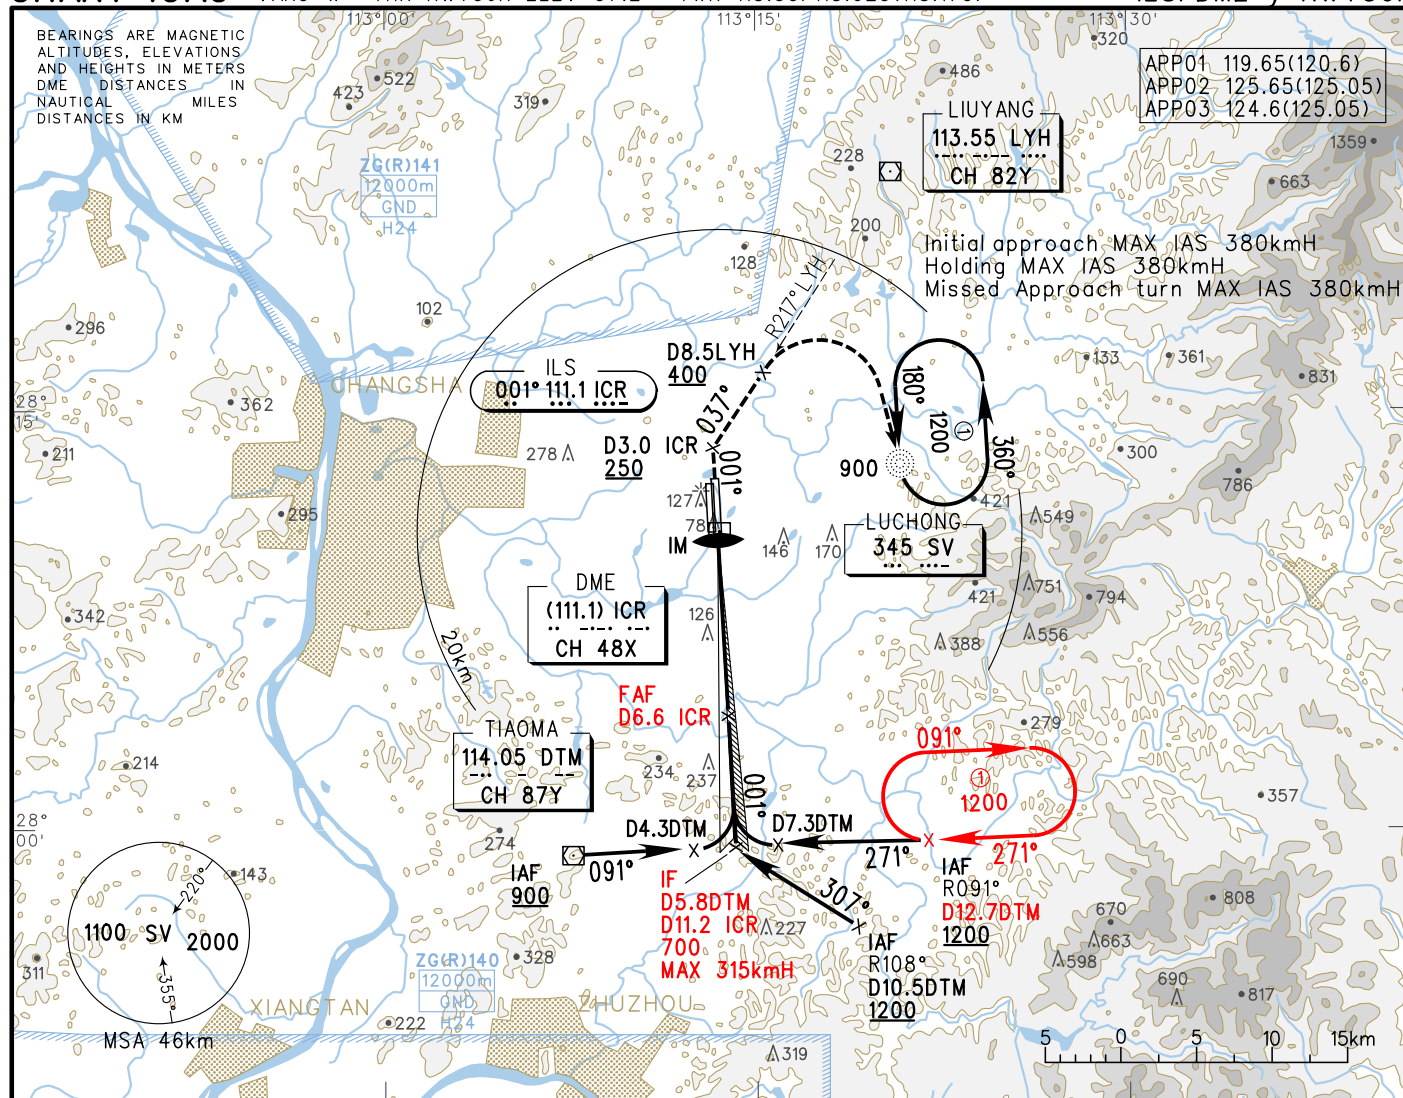 113°00'
113°15'
113°30'
BEARINGS ARE MAGNETIC
ALTITUDES, ELEVATIONS
AND HEIGHTS IN METERS
DME DISTANCES IN
NAUTICAL MILES
DISTANCES IN KM
APP01 119.65(120.6)
APP02 125.65(125.05)
APP03 124.6(125.05)
320
486
522
423
319
LIUYANG
113.55 LYH
CH 82Y
1359
663
228
ZG(R)141
12000m
GND
H24
200
Initial approach MAX IAS 380kmH
Holding MAX IAS 380kmH
Missed Approach turn MAX IAS 380kmH
128
R217° LYH
800
300
102
296
133
361
831
D8.5LYH
400
ILS
001° 111.1 ICR
CHANGSHA
037°
180°
1200
1
360°
28°
15'
362
211
278
D3.0 ICR
250
001°
900
300
786
127
421
295
78
549
LUCHONG
345 SV
IM
146
170
DME
(111.1) ICR
CH 48X
751
421
794
342
126
388
556
20km
FAF
D6.6 ICR
279
TIAOMA
114.05 DTM
CH 87Y
091°
1
1200
271°
214
234
237
357
001°
28°
00'
274
D4.3DTM
D7.3DTM
271°
IAF
900
091°
IF
D5.8DTM
D11.2 ICR
700
MAX 315kmH
307°
IAF
R091°
D12.7DTM
1200
143
220°
1100 SV 2000
355°
MSA 46km
227
IAF
R108°
D10.5DTM
1200
808
670
663
598
690
817
311
328
ZG(R)140
12000m
GND
H24
XIANGTAN
ZHUZHOU
222
319
5 0 5 10 15km